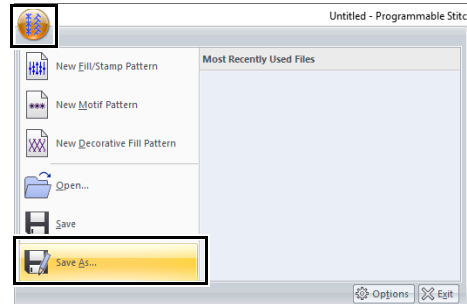 Untitled - Programmable Stitc
Most Recently Used Files
New Fill/Stamp Pattern
New Motif Pattern
New Decorative Fill Pattern
Open...
Save
Save As...
Options
Exit